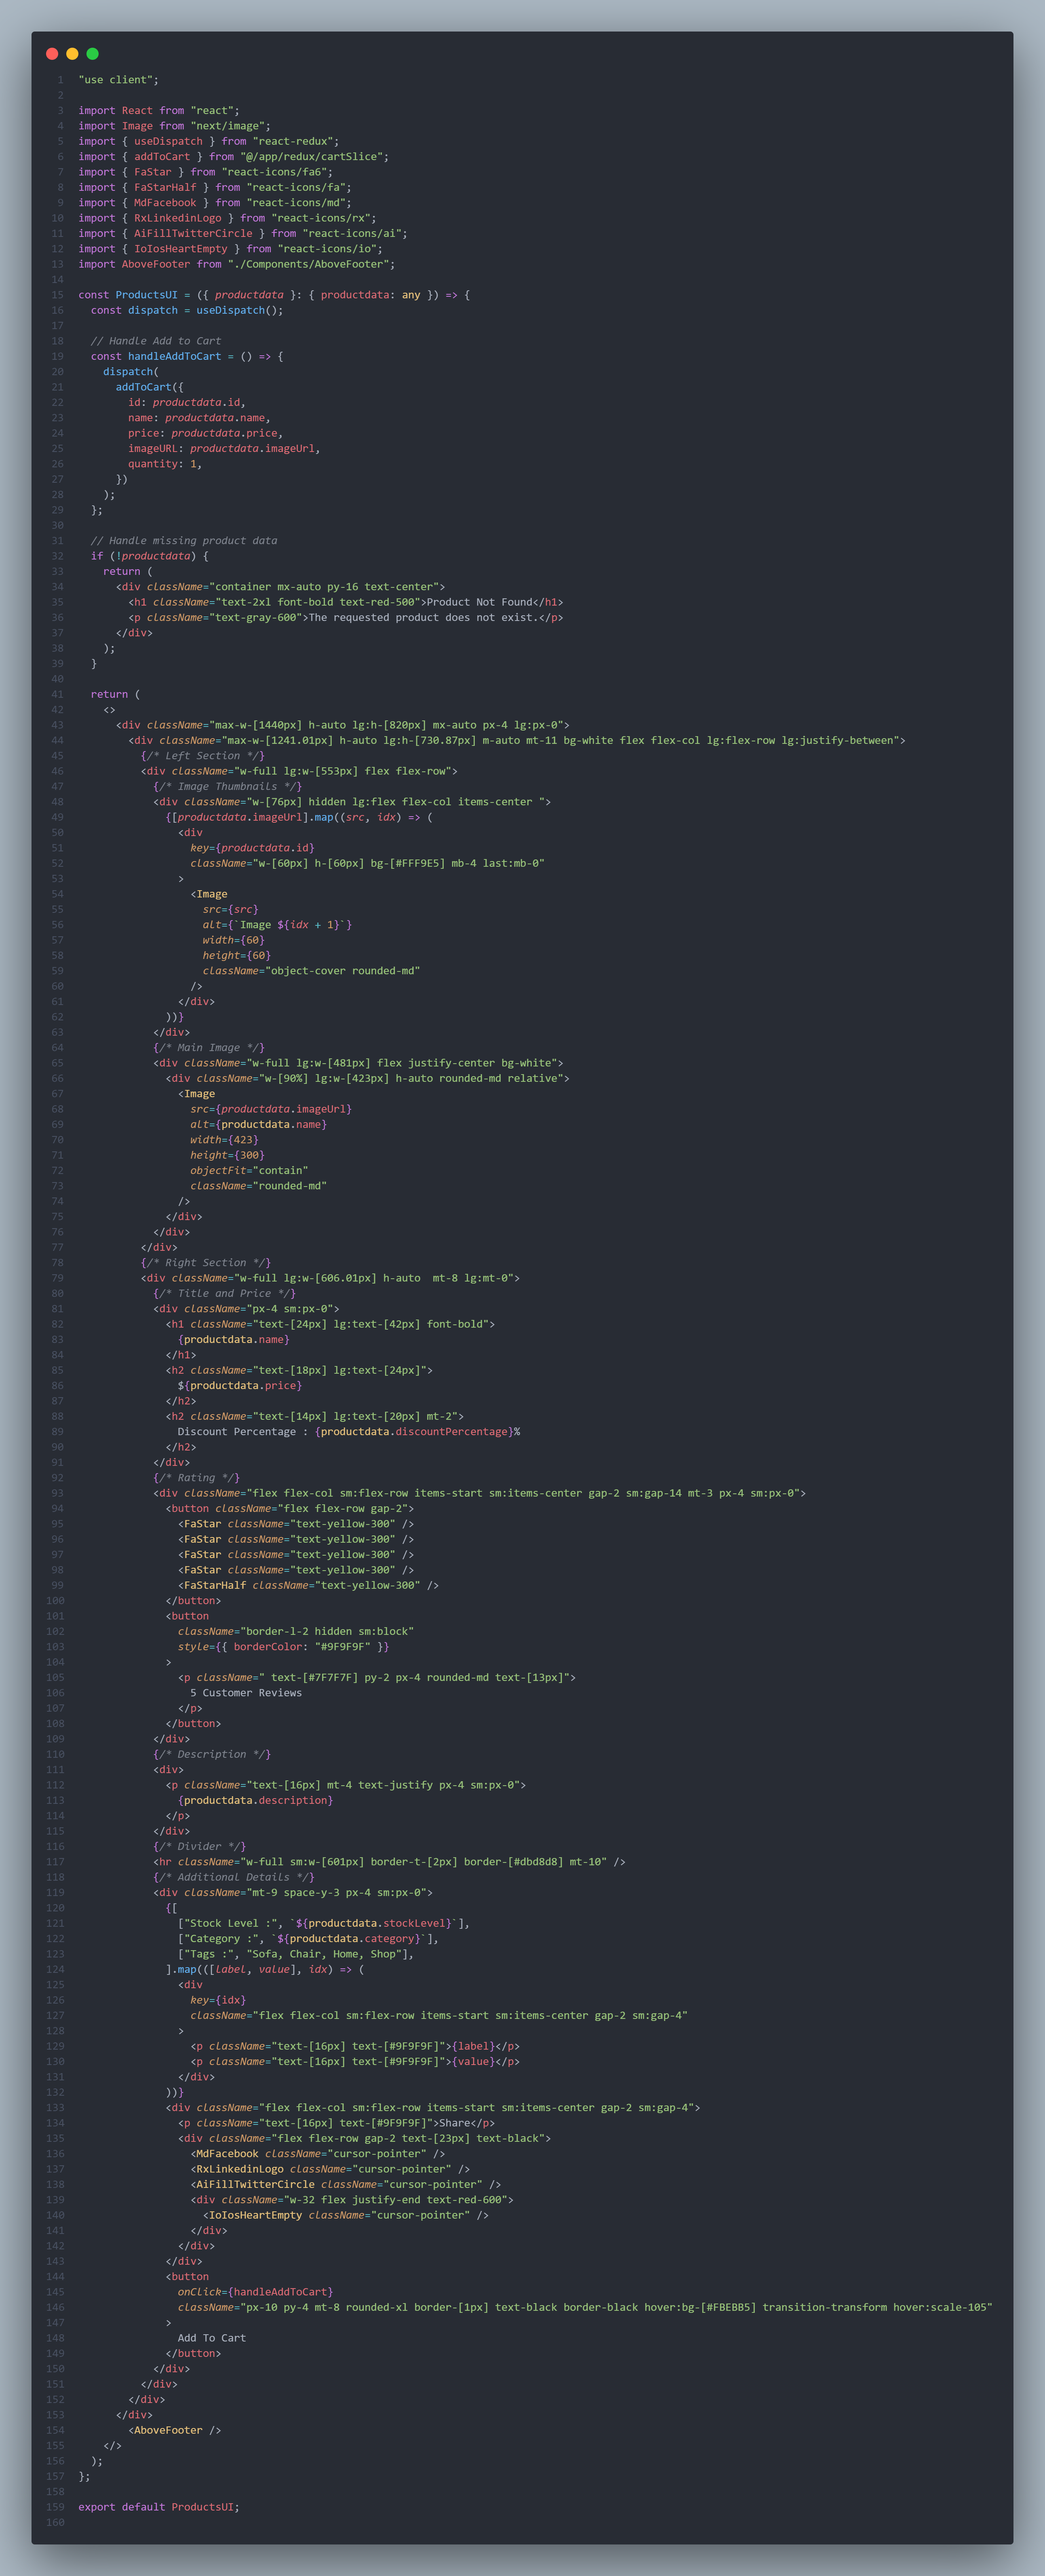 1 "use client";
2
3 import React from "react";
4 import Image from "next/image";
5 import { useDispatch } from "react-redux";
6 import { addToCart } from "@/app/redux/cartSlice";
7 import { FaStar } from "react-icons/fa6";
8 import { FaStarHalf } from "react-icons/fa";
9 import { MdFacebook } from "react-icons/md";
10 import { RxLinkedinLogo } from "react-icons/rx";
11 import { AiFillTwitterCircle } from "react-icons/ai";
12 import { IoIosHeartEmpty } from "react-icons/io";
13 import AboveFooter from "./Components/AboveFooter";
14
15 const ProductsUI = ({ productdata }: { productdata: any }) => {
16   const dispatch = useDispatch();
17
18   // Handle Add to Cart
19   const handleAddToCart = () => {
20     dispatch(
21       addToCart({
22         id: productdata.id,
23         name: productdata.name,
24         price: productdata.price,
25         imageURL: productdata.imageUrl,
26         quantity: 1,
27       })
28     );
29   };
30
31   // Handle missing product data
32   if (!productdata) {
33     return (
34       <div className="container mx-auto py-16 text-center">
35         <h1 className="text-2xl font-bold text-red-500">Product Not Found</h1>
36         <p className="text-gray-600">The requested product does not exist.</p>
37       </div>
38     );
39   }
40
41   return (
42     <>
43       <div className="max-w-[1440px] h-auto lg:h-[820px] mx-auto px-4 lg:px-0">
44         <div className="max-w-[1241.01px] h-auto lg:h-[730.87px] m-auto mt-11 bg-white flex flex-col lg:flex-row lg:justify-between">
45           {/* Left Section */}
46           <div className="w-full lg:w-[553px] flex flex-row">
47             {/* Image Thumbnails */}
48             <div className="w-[76px] hidden lg:flex flex-col items-center ">
49               {[productdata.imageUrl].map((src, idx) => (
50                 <div
51                   key={productdata.id}
52                   className="w-[60px] h-[60px] bg-[#FFF9E5] mb-4 last:mb-0"
53                 >
54                   <Image
55                     src={src}
56                     alt={`Image ${idx + 1}`}
57                     width={60}
58                     height={60}
59                     className="object-cover rounded-md"
60                   />
61                 </div>
62               ))}
63             </div>
64             {/* Main Image */}
65             <div className="w-full lg:w-[481px] flex justify-center bg-white">
66               <div className="w-[90%] lg:w-[423px] h-auto rounded-md relative">
67                 <Image
68                   src={productdata.imageUrl}
69                   alt={productdata.name}
70                   width={423}
71                   height={300}
72                   objectFit="contain"
73                   className="rounded-md"
74                 />
75               </div>
76             </div>
77           </div>
78           {/* Right Section */}
79           <div className="w-full lg:w-[606.01px] h-auto  mt-8 lg:mt-0">
80             {/* Title and Price */}
81             <div className="px-4 sm:px-0">
82               <h1 className="text-[24px] lg:text-[42px] font-bold">
83                 {productdata.name}
84               </h1>
85               <h2 className="text-[18px] lg:text-[24px]">
86                 ${productdata.price}
87               </h2>
88               <h2 className="text-[14px] lg:text-[20px] mt-2">
89                 Discount Percentage : {productdata.discountPercentage}%
90               </h2>
91             </div>
92             {/* Rating */}
93             <div className="flex flex-col sm:flex-row items-start sm:items-center gap-2 sm:gap-14 mt-3 px-4 sm:px-0">
94               <button className="flex flex-row gap-2">
95                 <FaStar className="text-yellow-300" />
96                 <FaStar className="text-yellow-300" />
97                 <FaStar className="text-yellow-300" />
98                 <FaStar className="text-yellow-300" />
99                 <FaStarHalf className="text-yellow-300" />
100               </button>
101               <button
102                 className="border-l-2 hidden sm:block"
103                 style={{ borderColor: "#9F9F9F" }}
104               >
105                 <p className=" text-[#7F7F7F] py-2 px-4 rounded-md text-[13px]">
106                   5 Customer Reviews
107                 </p>
108               </button>
109             </div>
110             {/* Description */}
111             <div>
112               <p className="text-[16px] mt-4 text-justify px-4 sm:px-0">
113                 {productdata.description}
114               </p>
115             </div>
116             {/* Divider */}
117             <hr className="w-full sm:w-[601px] border-t-[2px] border-[#dbd8d8] mt-10" />
118             {/* Additional Details */}
119             <div className="mt-9 space-y-3 px-4 sm:px-0">
120               {[
121                 ["Stock Level :", `${productdata.stockLevel}`],
122                 ["Category :", `${productdata.category}`],
123                 ["Tags :", "Sofa, Chair, Home, Shop"],
124               ].map(([label, value], idx) => (
125                 <div
126                   key={idx}
127                   className="flex flex-col sm:flex-row items-start sm:items-center gap-2 sm:gap-4"
128                 >
129                   <p className="text-[16px] text-[#9F9F9F]">{label}</p>
130                   <p className="text-[16px] text-[#9F9F9F]">{value}</p>
131                 </div>
132               ))}
133               <div className="flex flex-col sm:flex-row items-start sm:items-center gap-2 sm:gap-4">
134                 <p className="text-[16px] text-[#9F9F9F]">Share</p>
135                 <div className="flex flex-row gap-2 text-[23px] text-black">
136                   <MdFacebook className="cursor-pointer" />
137                   <RxLinkedinLogo className="cursor-pointer" />
138                   <AiFillTwitterCircle className="cursor-pointer" />
139                   <div className="w-32 flex justify-end text-red-600">
140                     <IoIosHeartEmpty className="cursor-pointer" />
141                   </div>
142                 </div>
143               </div>
144               <button
145                 onClick={handleAddToCart}
146                 className="px-10 py-4 mt-8 rounded-xl border-[1px] text-black border-black hover:bg-[#FBEBB5] transition-transform hover:scale-105"
147               >
148                 Add To Cart
149               </button>
150             </div>
151           </div>
152         </div>
153       </div>
154         <AboveFooter />
155     </>
156   );
157 };
158
159 export default ProductsUI;
160